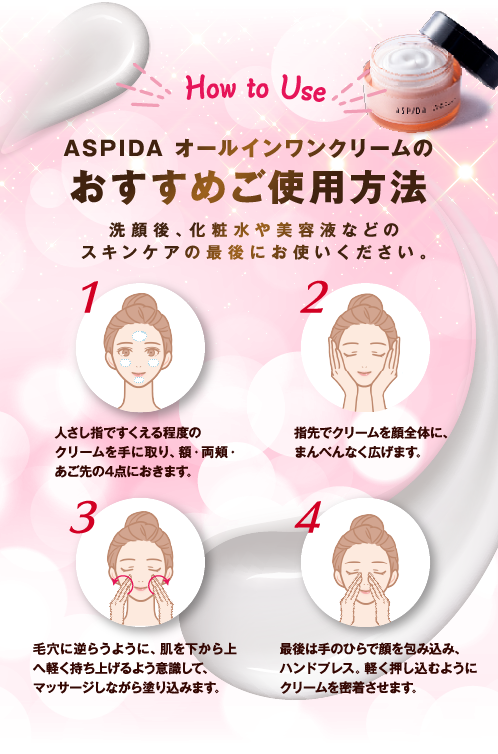 How to Use
ASPIDA
ASPIDA オールインワンクリームの
おすすめご使用方法
洗顔後、化粧水や美容液などの
スキンケアの最後にお使いください。
1
人さし指ですくえる程度の
クリームを手に取り、額・両頬・
あご先の4点におきます。
2
指先でクリームを顔全体に、
まんべんなく広げます。
3
毛穴に逆らうように、肌を下から上
へ軽く持ち上げるよう意識して、
マッサージしながら塗り込みます。
4
最後は手のひらで顔を包み込み、
ハンドプレス。軽く押し込むように
クリームを密着させます。